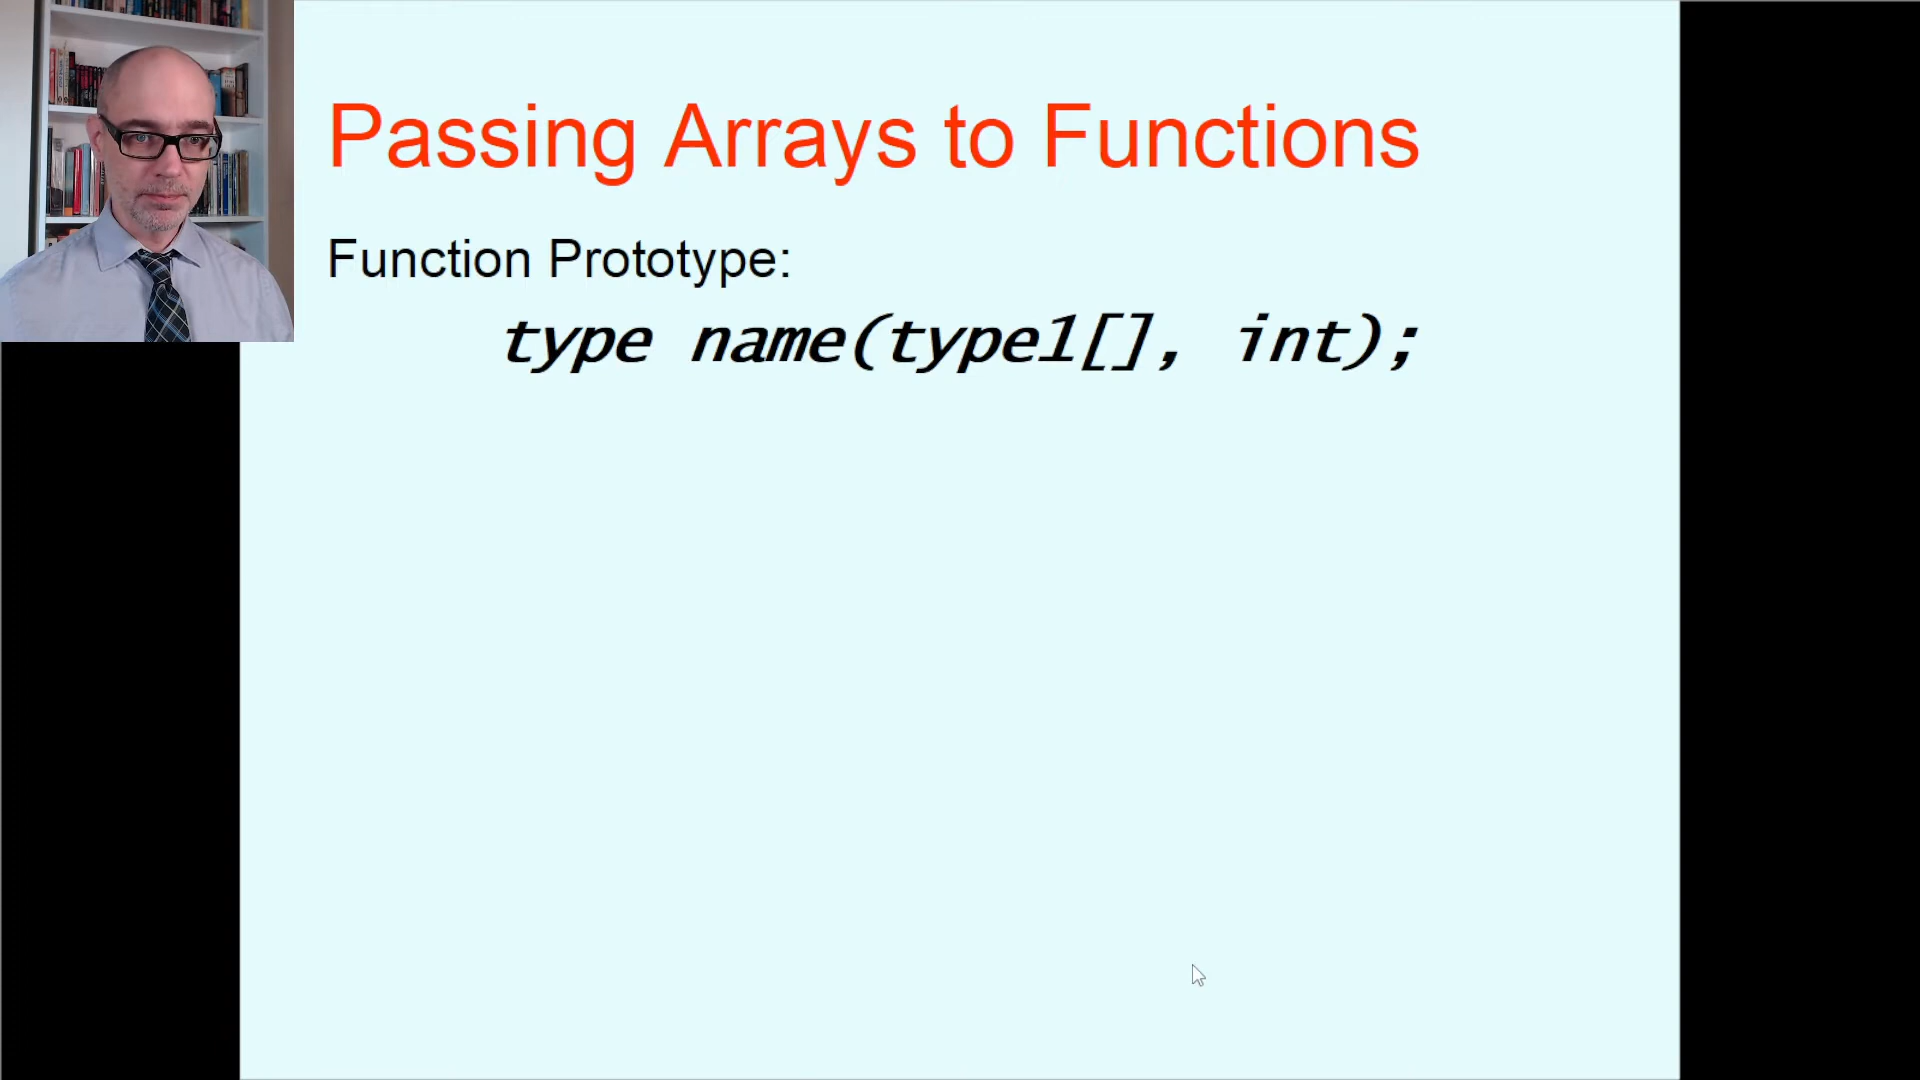 Passing Arrays to Functions
Function Prototype:
type name(type1[], int);